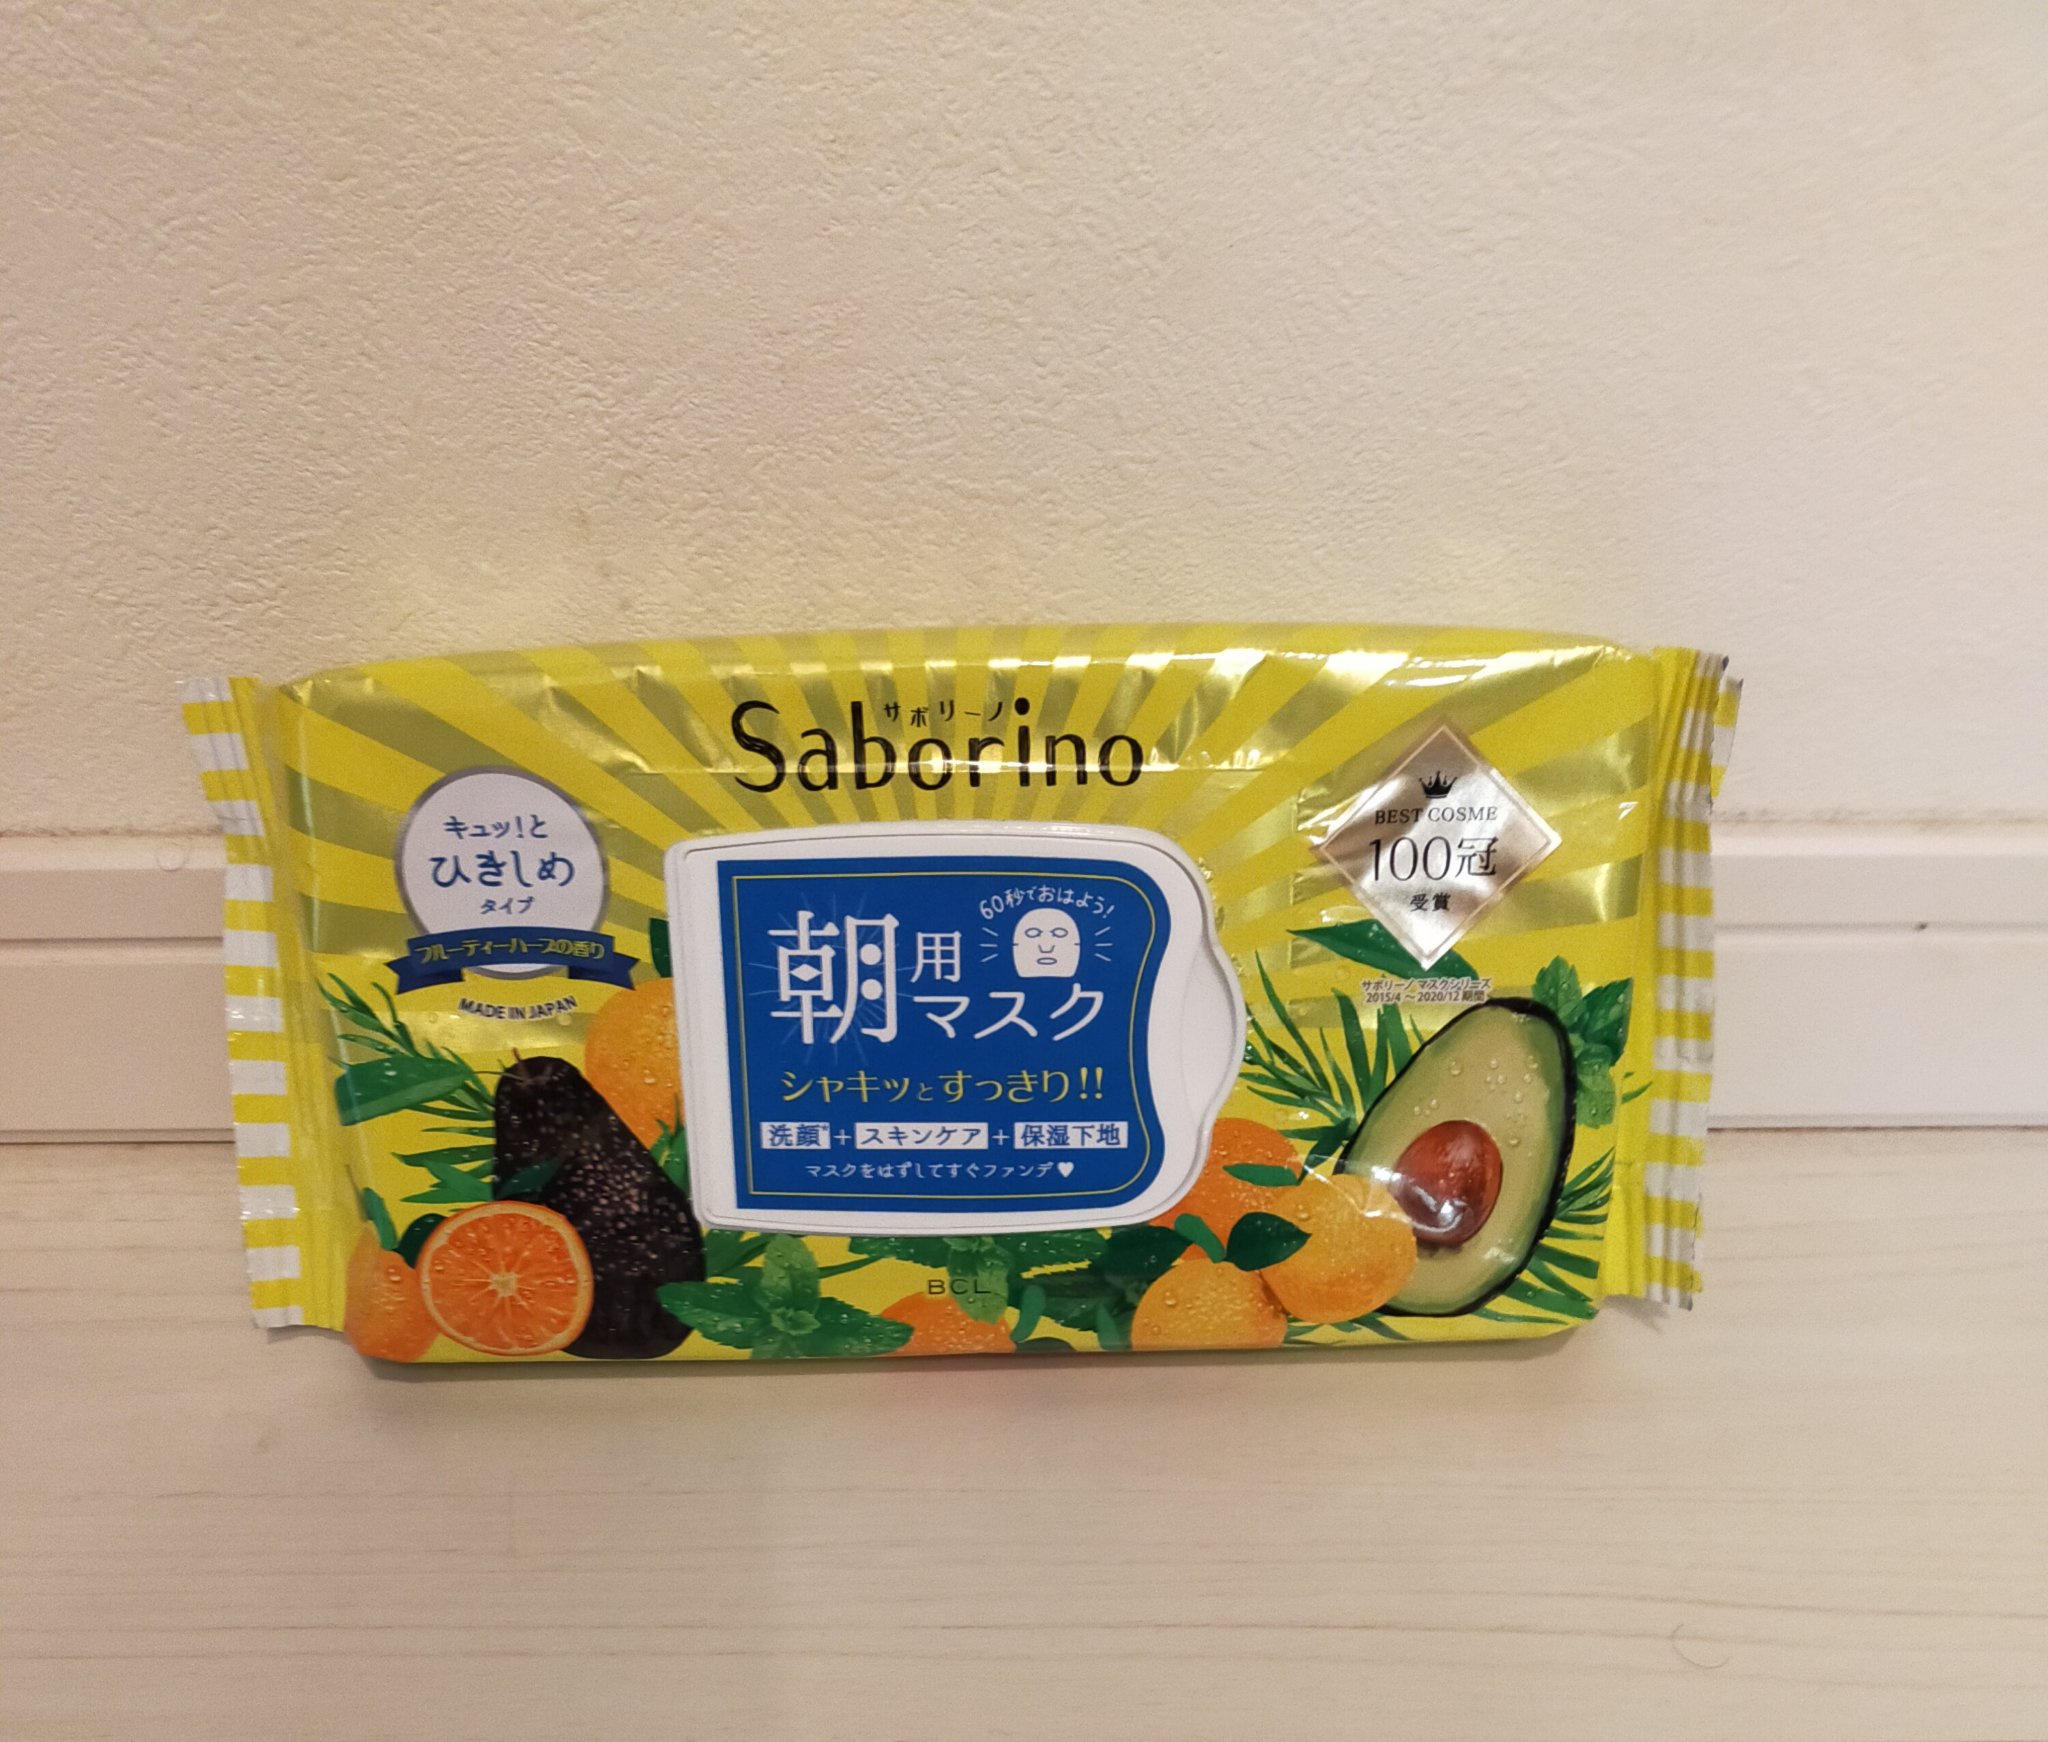 サボリーノ
Saborino
キュッ!と
ひきしめ
タイプ
フルーティーハーブの香り
MADE IN JAPAN
BEST COSME
100冠
受賞
サボリーノ マスクシリーズ
2015/4 ～2020/12 期間
60秒でおはよう!
朝用マスク
シャキッとすっきり!!
洗顔*+スキンケア+保湿下地
マスクをはずしてすぐファンデ♥
BCL